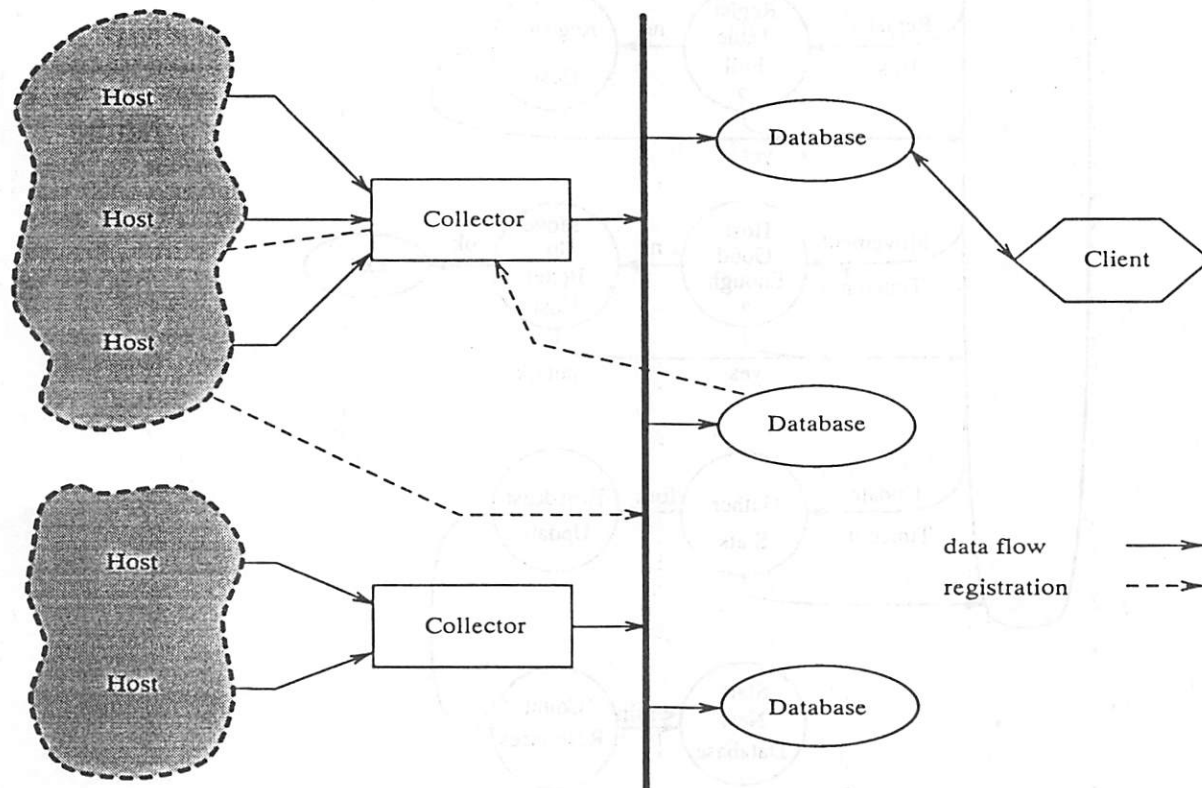 Host
Host
Host
Collector
Database
Client
Database
Host
Host
Collector
Database
data flow
registration